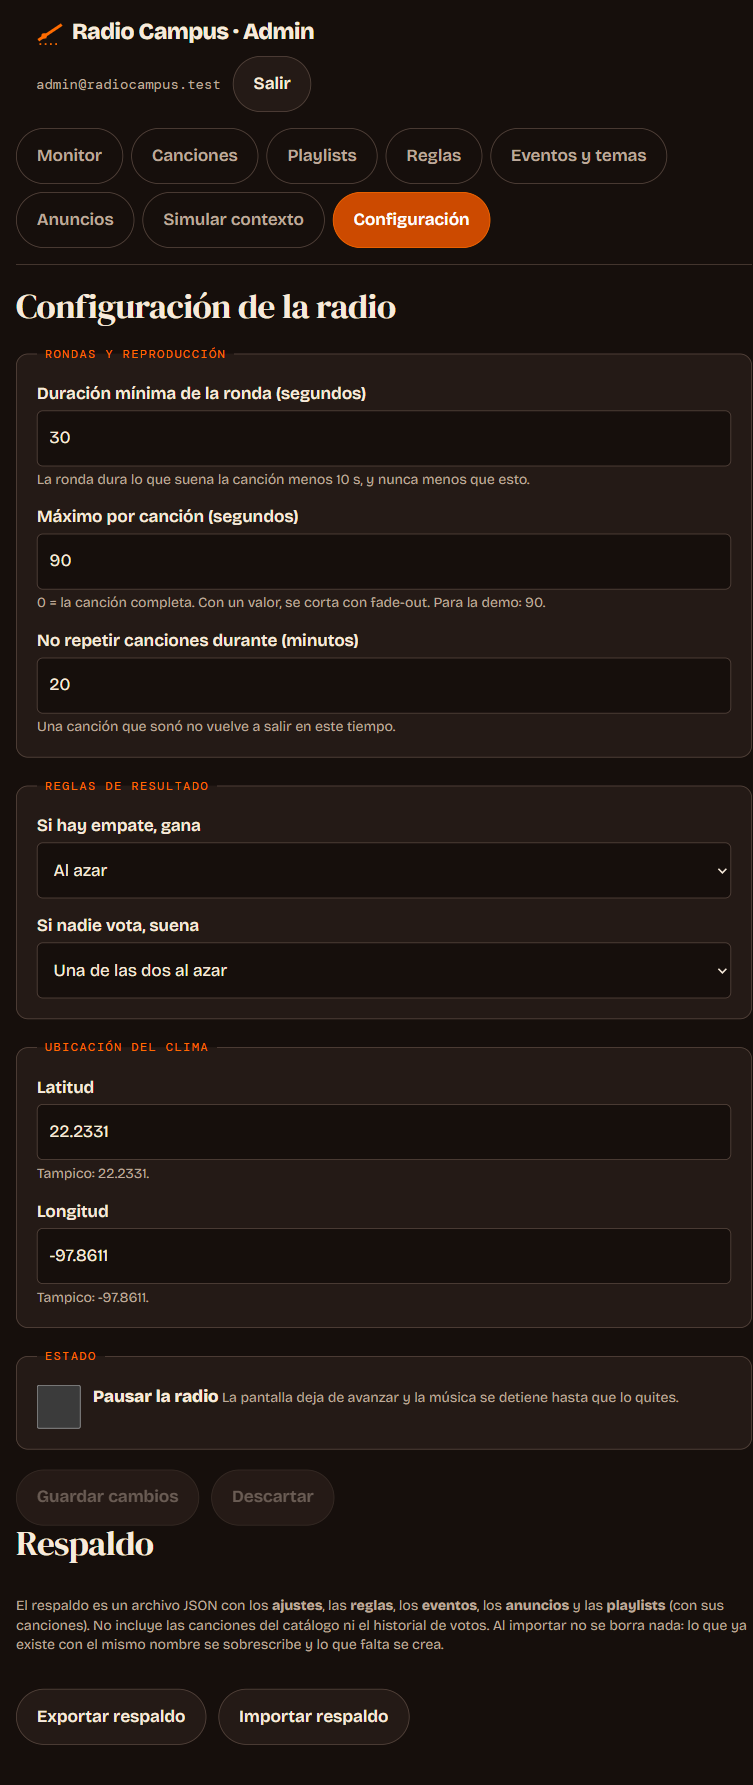 Radio Campus · Admin
admin@radiocampus.test
Salir
Monitor
Canciones
Playlists
Reglas
Eventos y temas
Anuncios
Simular contexto
Configuración
Configuración de la radio
RONDAS Y REPRODUCCIÓN
Duración mínima de la ronda (segundos)
30
La ronda dura lo que suena la canción menos 10 s, y nunca menos que esto.
Máximo por canción (segundos)
90
0 = la canción completa. Con un valor, se corta con fade-out. Para la demo: 90.
No repetir canciones durante (minutos)
20
Una canción que sonó no vuelve a salir en este tiempo.
REGLAS DE RESULTADO
Si hay empate, gana
Al azar
Si nadie vota, suena
Una de las dos al azar
UBICACIÓN DEL CLIMA
Latitud
22.2331
Tampico: 22.2331.
Longitud
-97.8611
Tampico: -97.8611.
ESTADO
Pausar la radio La pantalla deja de avanzar y la música se detiene hasta que lo quites.
Guardar cambios
Descartar
Respaldo
El respaldo es un archivo JSON con los ajustes, las reglas, los eventos, los anuncios y las playlists (con sus
canciones). No incluye las canciones del catálogo ni el historial de votos. Al importar no se borra nada: lo que ya
existe con el mismo nombre se sobrescribe y lo que falta se crea.
Exportar respaldo
Importar respaldo